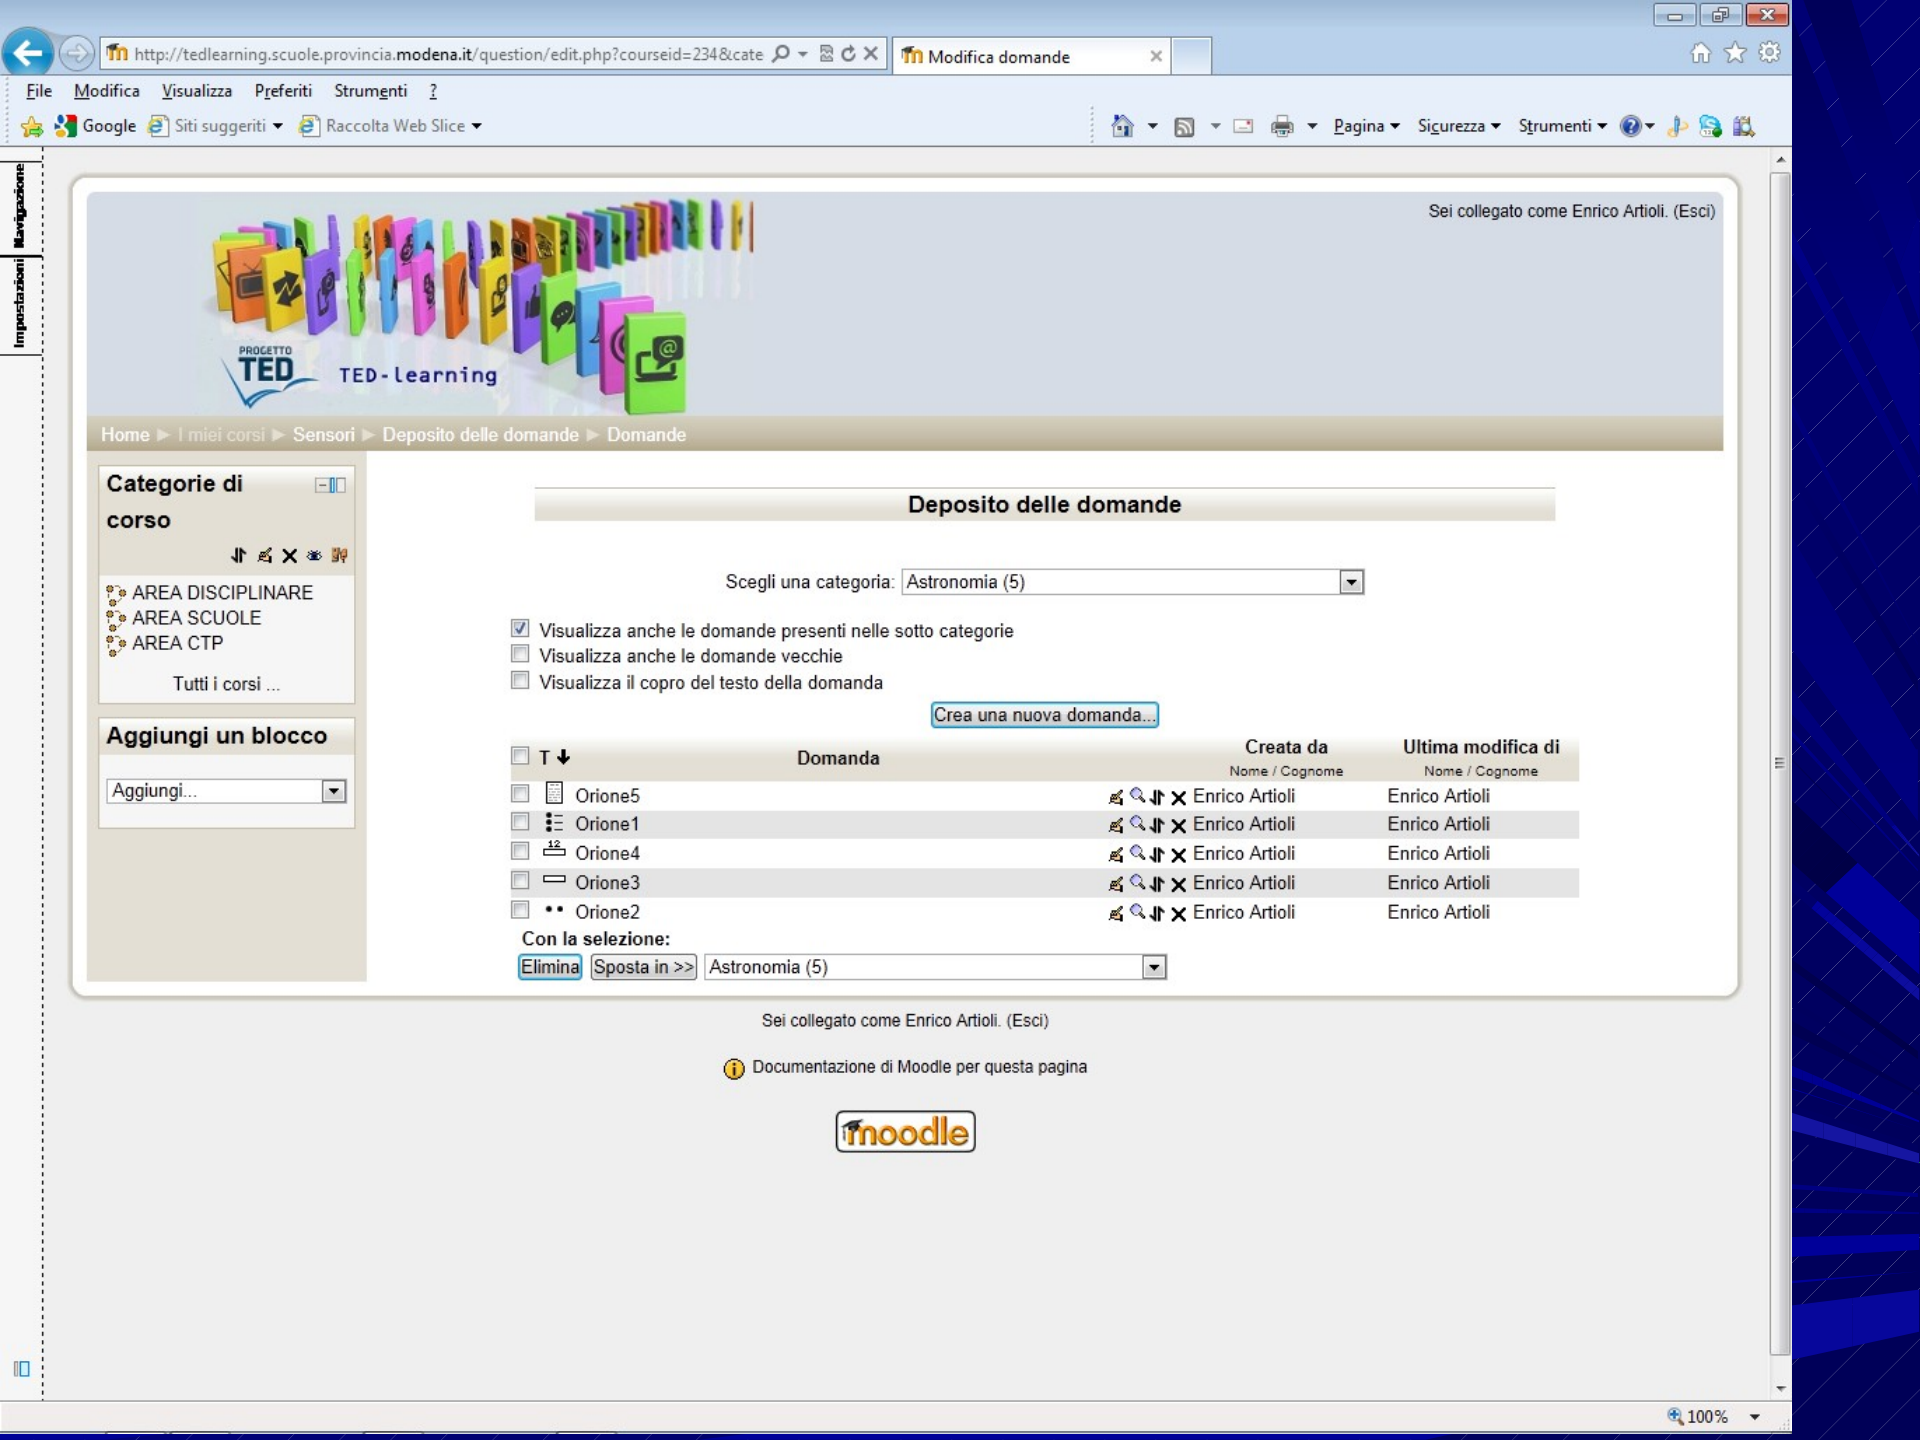 http://tedlearning.scuole.provincia.modena.it/question/edit.php?courseid=234&cate
Modifica domande
File Modifica Visualizza Preferiti Strumenti ?
Google Siti suggeriti Raccolta Web Slice
Pagina Sicurezza Strumenti
Navigazione
Impostazioni
Sei collegato come Enrico Artioli. (Esci)
PROGETTO
TED
TED-learning
Home ► I miei corsi ► Sensori ► Deposito delle domande ► Domande
Categorie di
corso
AREA DISCIPLINARE
AREA SCUOLE
AREA CTP
Tutti i corsi ...
Aggiungi un blocco
Aggiungi...
Deposito delle domande
Scegli una categoria: Astronomia (5)
Visualizza anche le domande presenti nelle sotto categorie
Visualizza anche le domande vecchie
Visualizza il copro del testo della domanda
Crea una nuova domanda...
T Domanda Creata da Ultima modifica di
Nome / Cognome Nome / Cognome
Orione5 Enrico Artioli Enrico Artioli
Orione1 Enrico Artioli Enrico Artioli
12 Orione4 Enrico Artioli Enrico Artioli
Orione3 Enrico Artioli Enrico Artioli
Orione2 Enrico Artioli Enrico Artioli
Con la selezione:
Elimina Sposta in >> Astronomia (5)
Sei collegato come Enrico Artioli. (Esci)
Documentazione di Moodle per questa pagina
moodle
100%